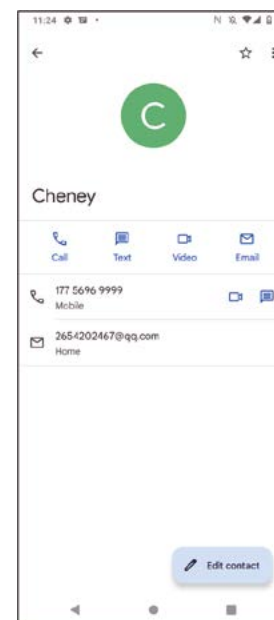 11:24
C
Cheney
Call Text Video Email
177 5696 9999
Mobile
2654202467@qq.com
Home
Edit contact